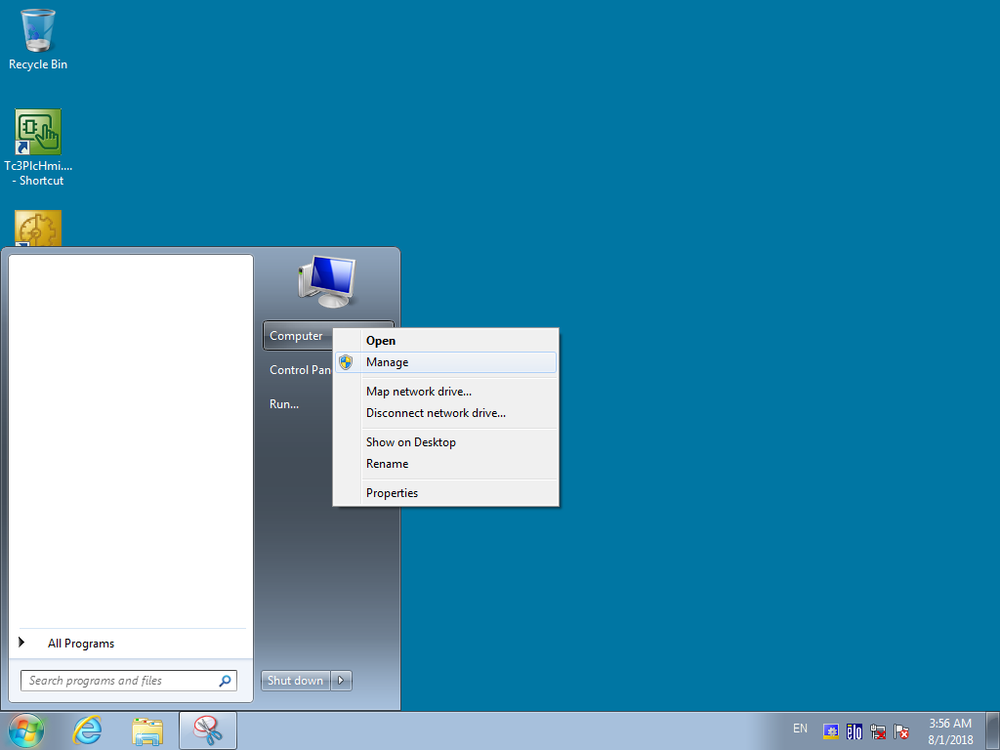 Recycle Bin
Tc3PlcHmi....
- Shortcut
Computer
Control Pan
Run...
Open
Manage
Map network drive...
Disconnect network drive...
Show on Desktop
Rename
Properties
All Programs
Search programs and files
Shut down
EN
elo
3:56 AM
8/1/2018